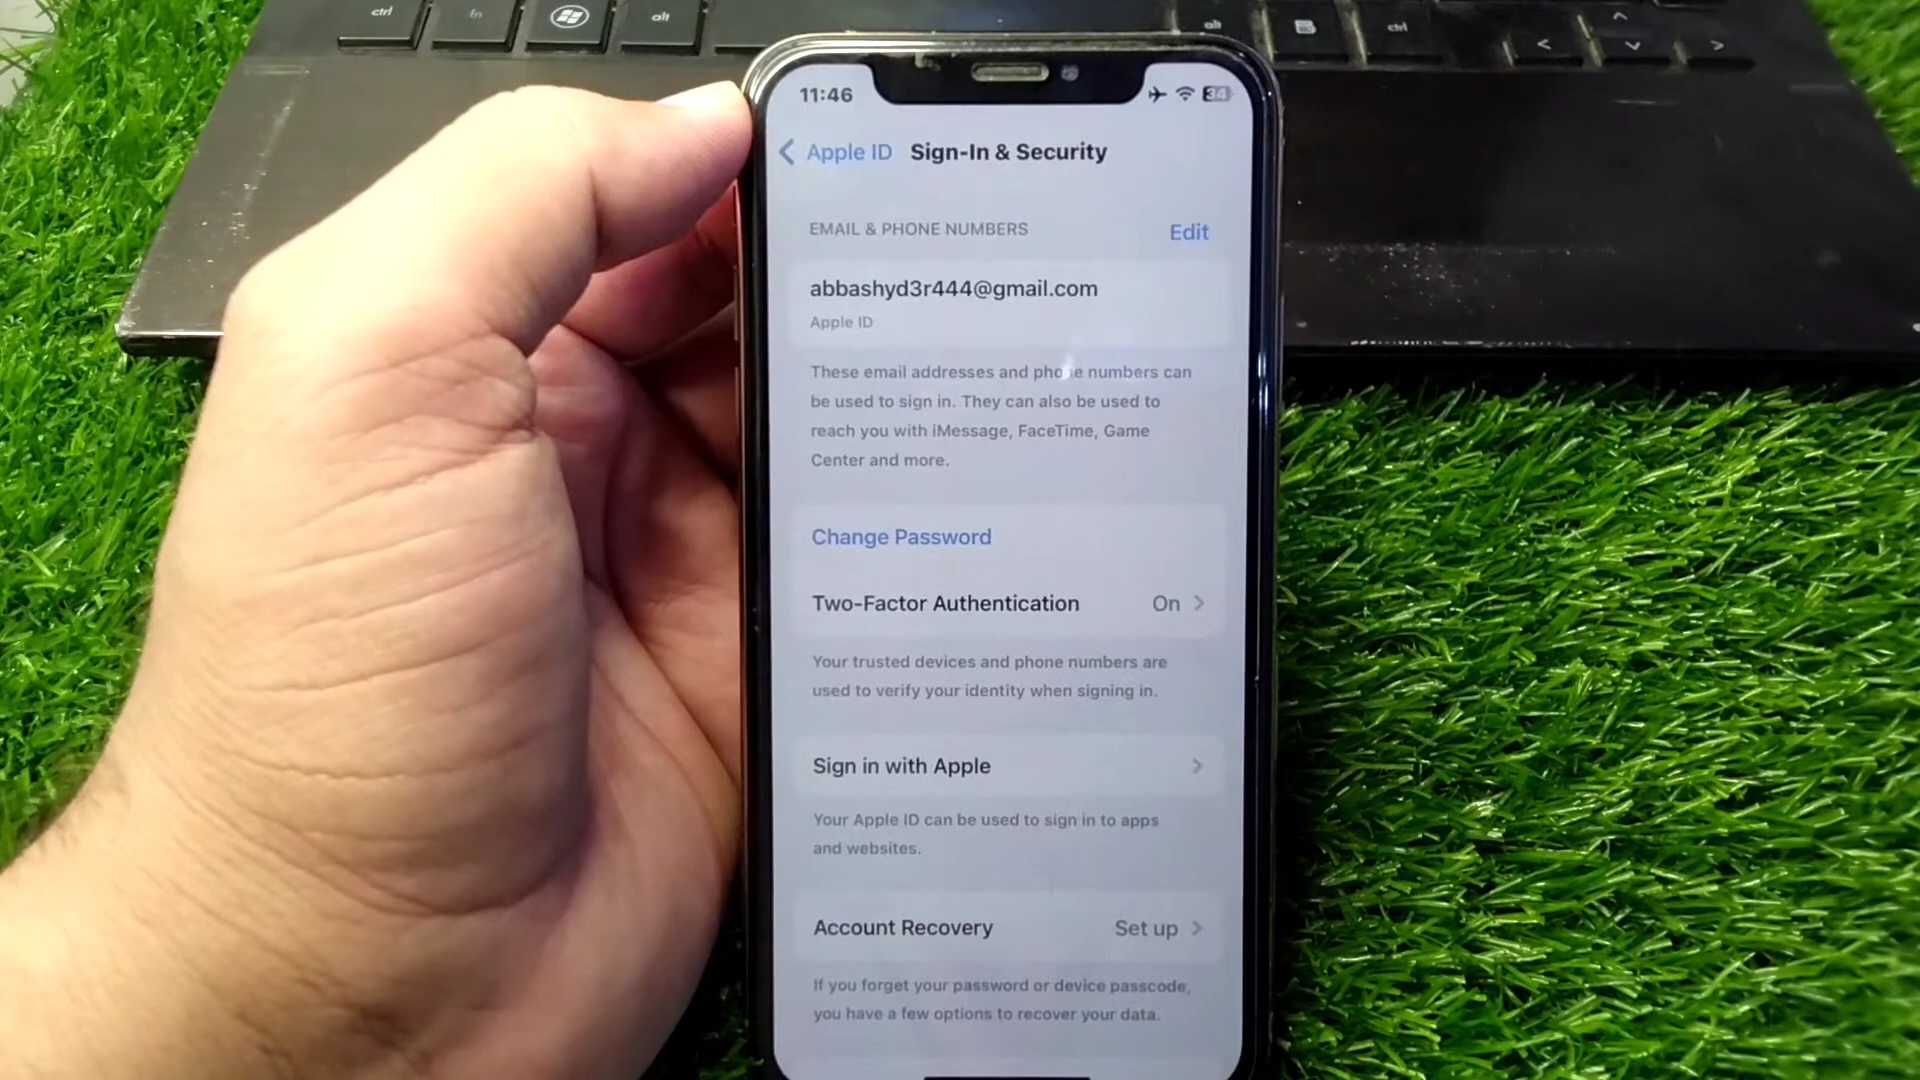 ctrl fn alt alt ctrl
11:46 34
Apple ID Sign-In & Security
EMAIL & PHONE NUMBERS Edit
abbashyd3r444@gmail.com
Apple ID
These email addresses and phone numbers can
be used to sign in. They can also be used to
reach you with iMessage, FaceTime, Game
Center and more.
Change Password
Two-Factor Authentication On
Your trusted devices and phone numbers are
used to verify your identity when signing in.
Sign in with Apple
Your Apple ID can be used to sign in to apps
and websites.
Account Recovery Set up
If you forget your password or device passcode,
you have a few options to recover your data.